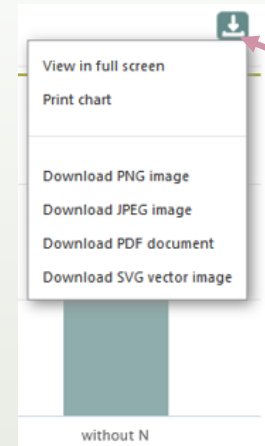 View in full screen
Print chart
Download PNG image
Download JPEG image
Download PDF document
Download SVG vector image
without N